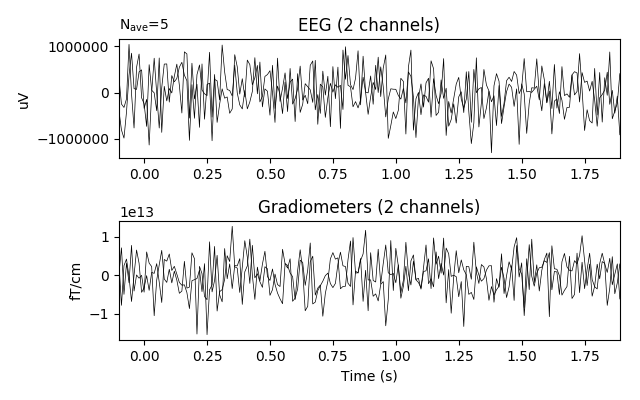 N_ave=5
EEG (2 channels)
1000000
0
−1000000
uV
0.00 0.25 0.50 0.75 1.00 1.25 1.50 1.75
1e13
Gradiometers (2 channels)
1
0
−1
fT/cm
0.00 0.25 0.50 0.75 1.00 1.25 1.50 1.75
Time (s)